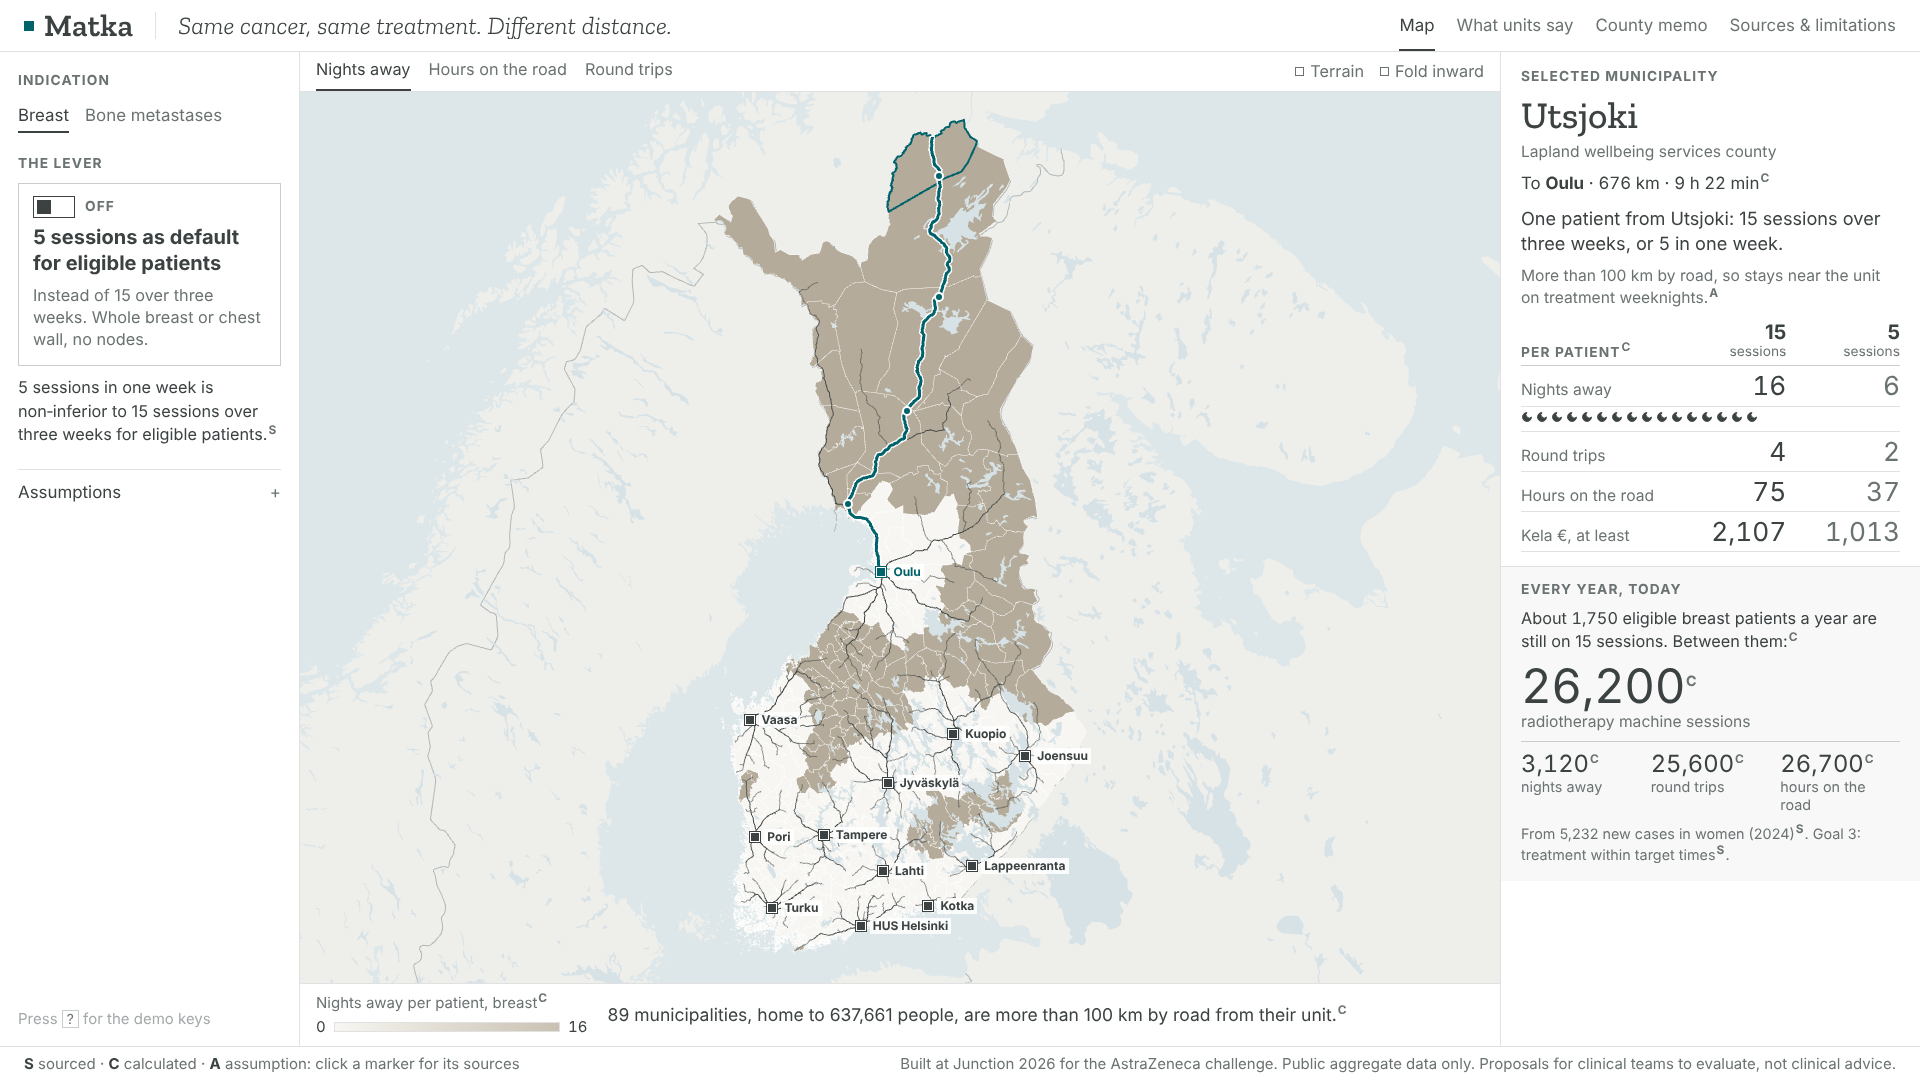 Matka
Same cancer, same treatment. Different distance.
Map
What units say
County memo
Sources & limitations
INDICATION
Breast
Bone metastases
THE LEVER
OFF
5 sessions as default
for eligible patients
Instead of 15 over three
weeks. Whole breast or chest
wall, no nodes.
5 sessions in one week is
non-inferior to 15 sessions over
three weeks for eligible patients.S
Assumptions +
Press ? for the demo keys
Nights away
Hours on the road
Round trips
Terrain
Fold inward
Oulu
Vaasa
Kuopio
Joensuu
Jyväskylä
Pori
Tampere
Lahti
Lappeenranta
Turku
Kotka
HUS Helsinki
Nights away per patient, breastC
0 16
89 municipalities, home to 637,661 people, are more than 100 km by road from their unit.C
SELECTED MUNICIPALITY
Utsjoki
Lapland wellbeing services county
To Oulu · 676 km · 9 h 22 minC
One patient from Utsjoki: 15 sessions over
three weeks, or 5 in one week.
More than 100 km by road, so stays near the unit
on treatment weeknights.A
PER PATIENTC
15 sessions
5 sessions
Nights away 16 6
Round trips 4 2
Hours on the road 75 37
Kela €, at least 2,107 1,013
EVERY YEAR, TODAY
About 1,750 eligible breast patients a year are
still on 15 sessions. Between them:C
26,200C
radiotherapy machine sessions
3,120C
nights away
25,600C
round trips
26,700C
hours on the
road
From 5,232 new cases in women (2024)S. Goal 3:
treatment within target timesS.
S sourced · C calculated · A assumption: click a marker for its sources
Built at Junction 2026 for the AstraZeneca challenge. Public aggregate data only. Proposals for clinical teams to evaluate, not clinical advice.